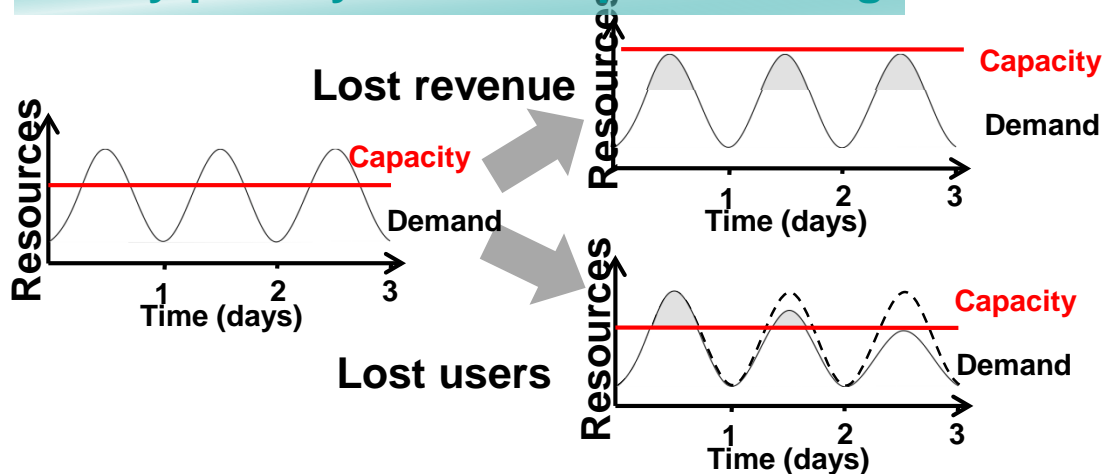 Lost revenue
Resources
Capacity
Demand
1 2 3
Time (days)
Resources
Capacity
Demand
1 2 3
Time (days)
Lost users
Resources
Capacity
Demand
1 2 3
Time (days)